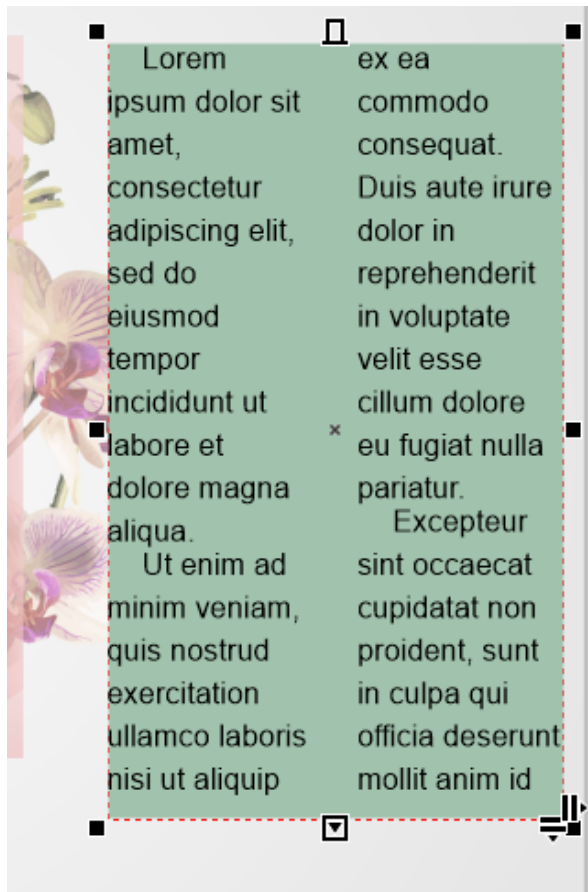 Lorem
ipsum dolor sit
amet,
consectetur
adipiscing elit,
sed do
eiusmod
tempor
incididunt ut
labore et
dolore magna
aliqua.
Ut enim ad
minim veniam,
quis nostrud
exercitation
ullamco laboris
nisi ut aliquip
ex ea
commodo
consequat.
Duis aute irure
dolor in
reprehenderit
in voluptate
velit esse
cillum dolore
eu fugiat nulla
pariatur.
Excepteur
sint occaecat
cupidatat non
proident, sunt
in culpa qui
officia deserunt
mollit anim id